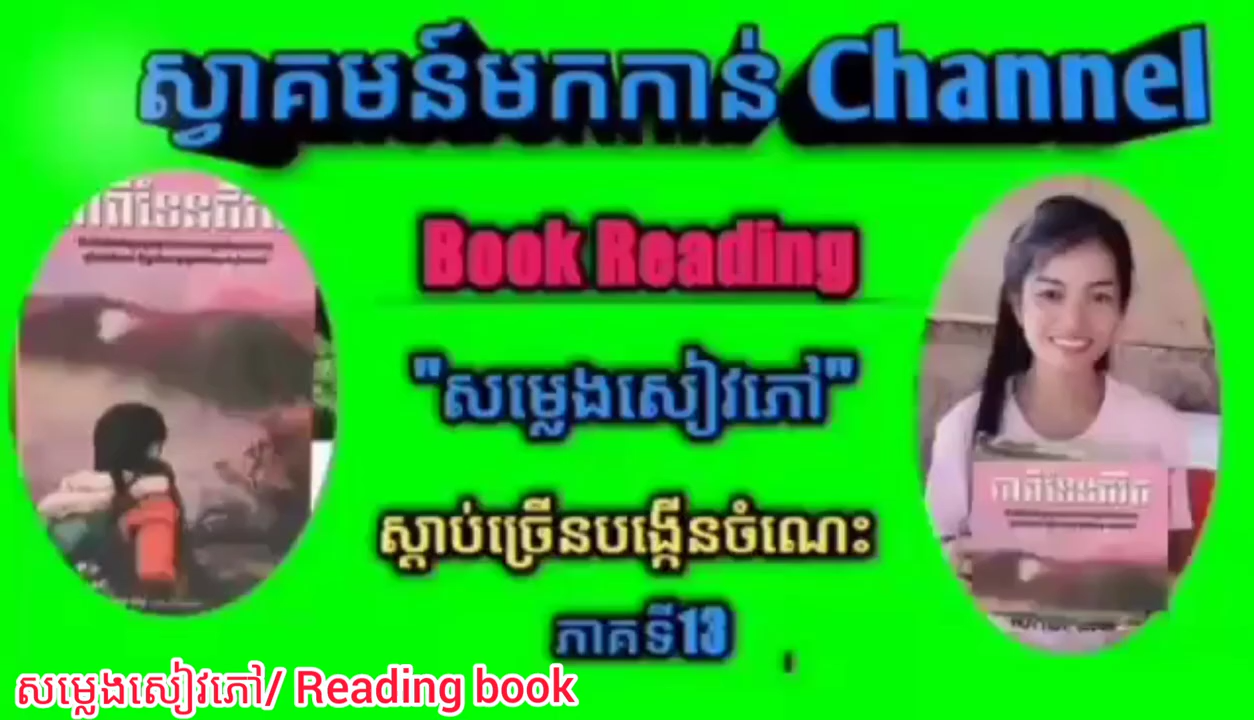 ស្វាគមន៍មកកាន់ Channel
Book Reading
"សម្លេងសៀវភៅ"
ស្តាប់ច្រើនបង្កើនចំណេះ
ភាគទី13
សម្លេងសៀវភៅ/ Reading book